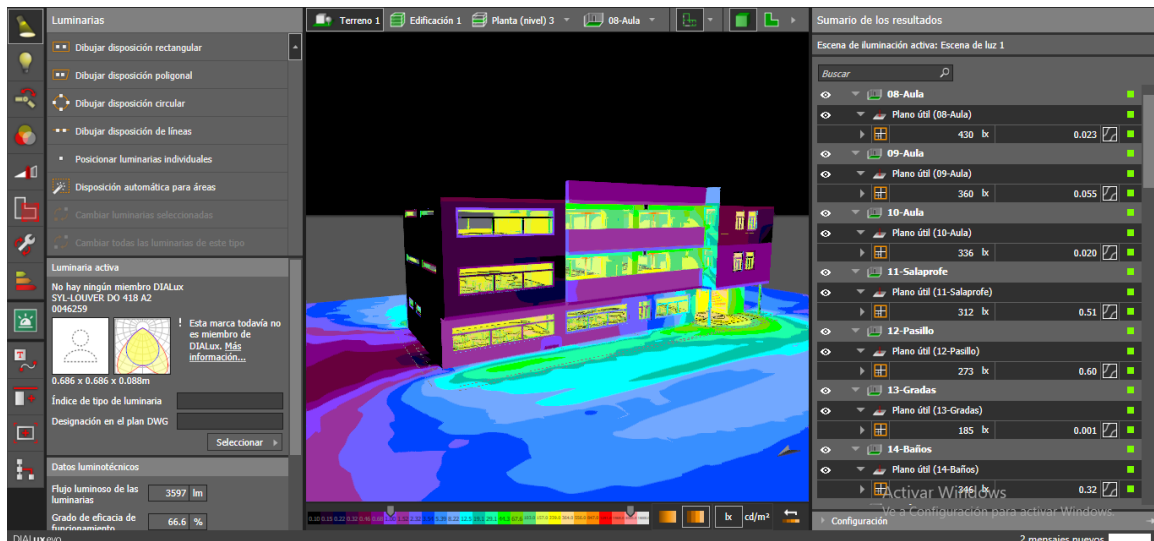 Luminarias
Dibujar disposición rectangular
Dibujar disposición poligonal
Dibujar disposición circular
Dibujar disposición de líneas
Posicionar luminarias individuales
Disposición automática para áreas
Cambiar luminarias seleccionadas
Cambiar todas las luminarias de este tipo
Luminaria activa
No hay ningún miembro DIALux
SYL-LOUVER DO 418 A2
0046259
! Esta marca todavía no
es miembro de
DIALux. Más
información...
0.686 x 0.686 x 0.088m
Índice de tipo de luminaria
Designación en el plan DWG
Seleccionar
Datos luminotécnicos
Flujo luminoso de las
luminarias
3597 lm
Grado de eficacia de
funcionamiento
66.6 %
DIALux evo
Terreno 1
Edificación 1
Planta (nivel) 3
08-Aula
lx
cd/m²
Sumario de los resultados
Escena de iluminación activa: Escena de luz 1
Buscar
08-Aula
Plano útil (08-Aula)
430 lx 0.023
09-Aula
Plano útil (09-Aula)
360 lx 0.055
10-Aula
Plano útil (10-Aula)
336 lx 0.020
11-Salaprofe
Plano útil (11-Salaprofe)
312 lx 0.51
12-Pasillo
Plano útil (12-Pasillo)
273 lx 0.60
13-Gradas
Plano útil (13-Gradas)
185 lx 0.001
14-Baños
Plano útil (14-Baños)
346 lx 0.32
Activar Windows
Ve a Configuración para activar Windows.
Configuración
2 mensajes nuevos